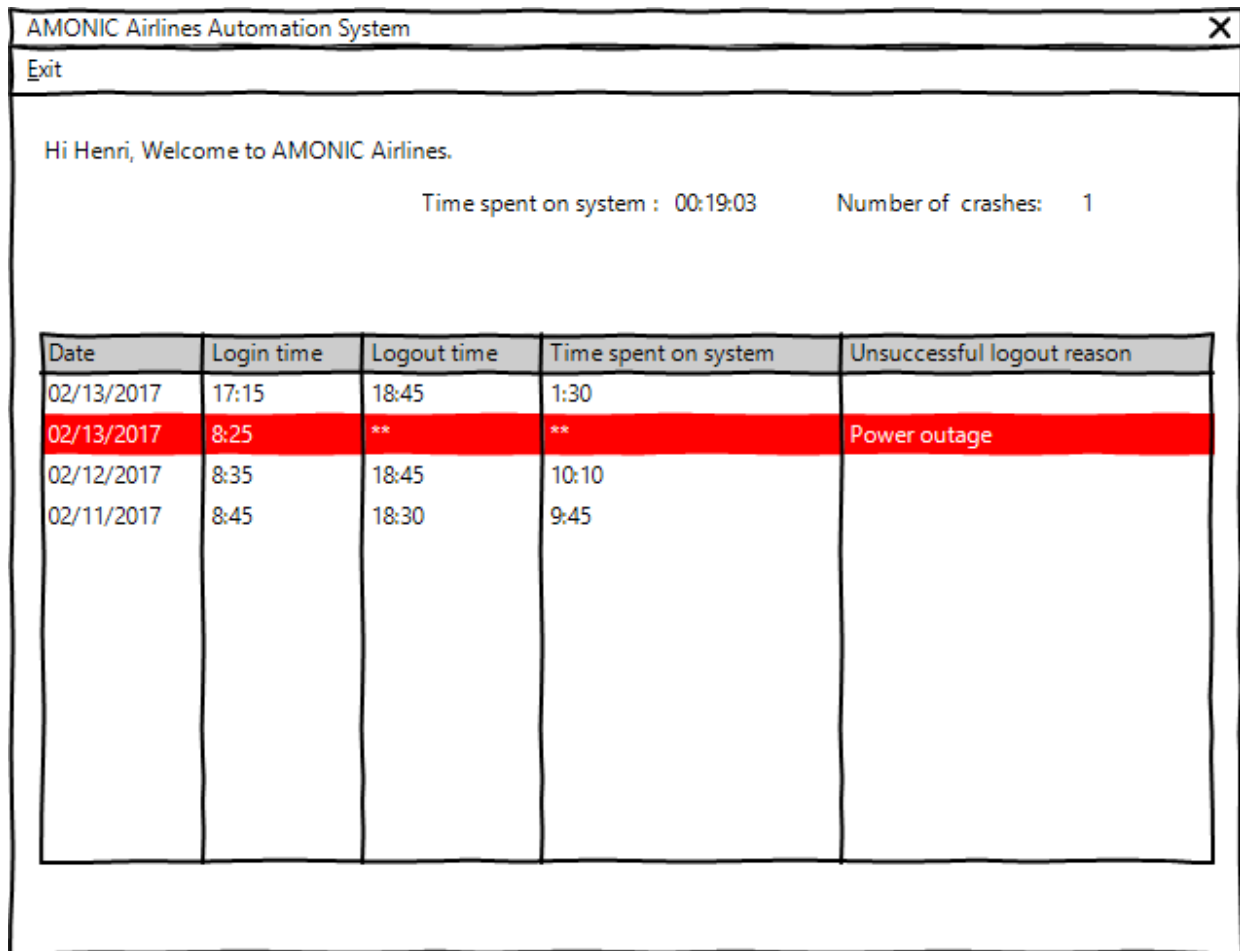 AMONIC Airlines Automation System
Exit
Hi Henri, Welcome to AMONIC Airlines.
Time spent on system : 00:19:03 Number of crashes: 1
Date Login time Logout time Time spent on system Unsuccessful logout reason
02/13/2017 17:15 18:45 1:30
02/13/2017 8:25 ** ** Power outage
02/12/2017 8:35 18:45 10:10
02/11/2017 8:45 18:30 9:45